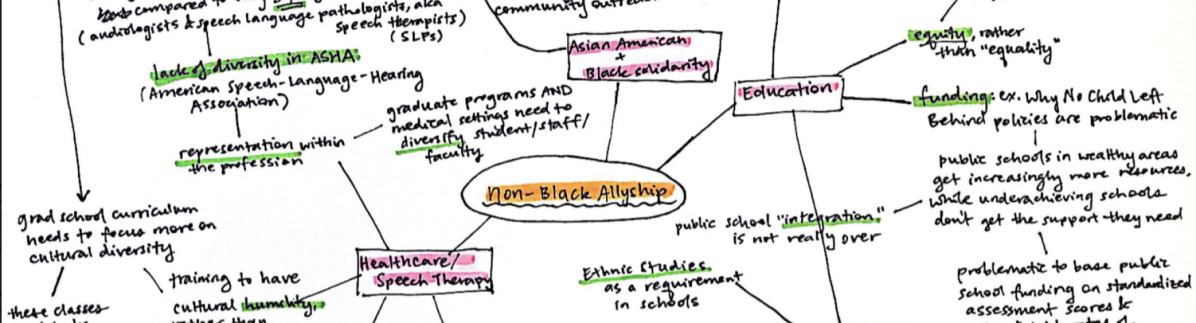 compared to
(audiologists & speech language pathologists, aka
speech therapists)
(SLPs)
lack of diversity in ASHA:
(American Speech-Language-Hearing
Association)
representation within
the profession
graduate programs AND
medical settings need to
diversify student/staff/
faculty
grad school curriculum
needs to focus more on
cultural diversity
these classes
training to have
cultural humility,
rather than
Healthcare/
Speech Therapy
Non-Black Allyship
community
Asian American
+
Black solidarity
Education
equity, rather
than "equality"
funding: ex. Why No Child Left
Behind policies are problematic
public schools in wealthy areas
get increasingly more resources,
while underachieving schools
don't get the support they need
public school "integration"
is not really over
problematic to base public
school funding on standardized
assessment scores &
Ethnic Studies
as a requirement
in schools